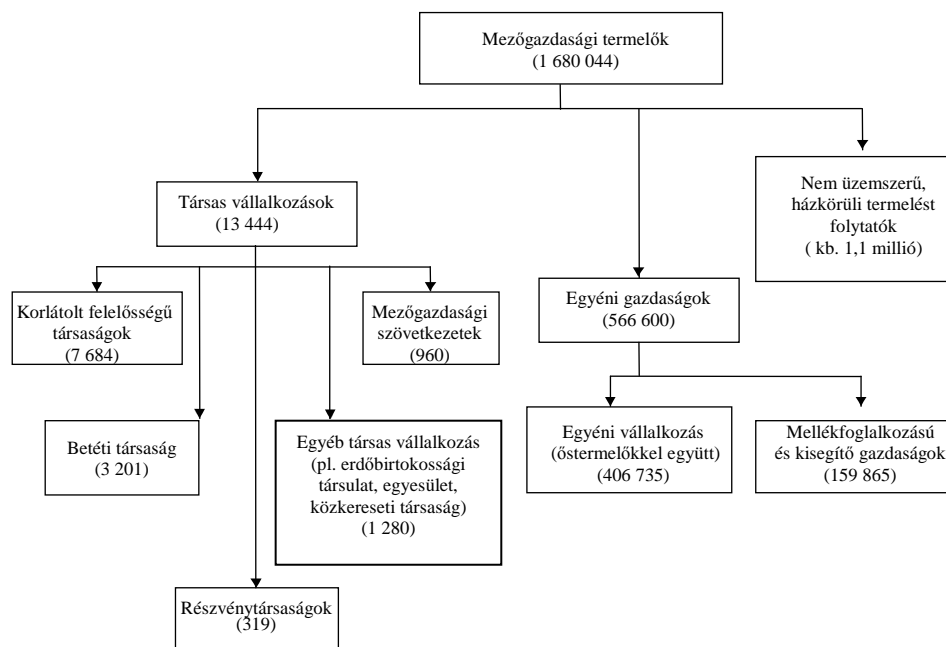 Mezőgazdasági termelők
(1 680 044)
Társas vállalkozások
(13 444)
Nem üzemszerű,
házkörüli termelést
folytatók
( kb. 1,1 millió)
Korlátolt felelősségű
társaságok
(7 684)
Mezőgazdasági
szövetkezetek
(960)
Egyéni gazdaságok
(566 600)
Betéti társaság
(3 201)
Egyéb társas vállalkozás
(pl. erdőbirtokossági
társulat, egyesület,
közkereseti társaság)
(1 280)
Egyéni vállalkozás
(őstermelőkkel együtt)
(406 735)
Mellékfoglalkozású
és kisegítő gazdaságok
(159 865)
Részvénytársaságok
(319)